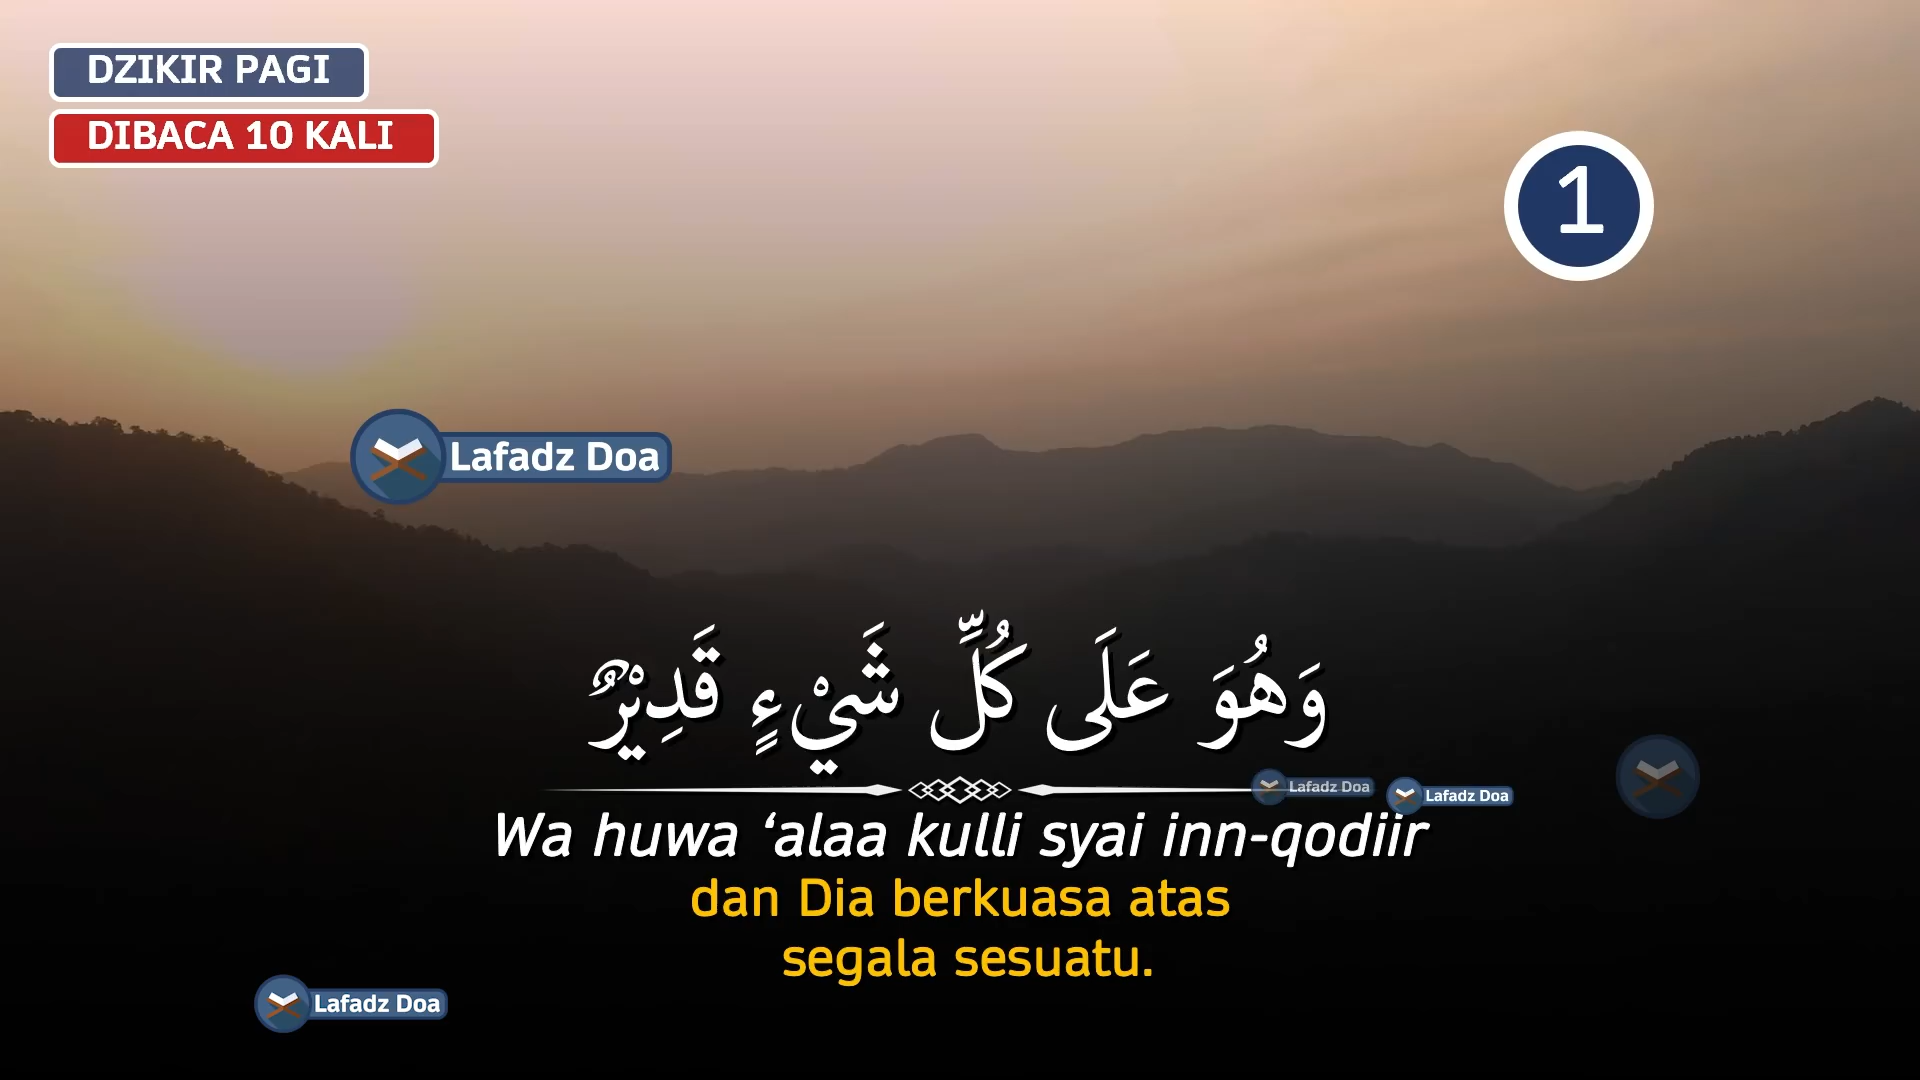 DZIKIR PAGI
DIBACA 10 KALI
1
Lafadz Doa
وَهُوَ عَلَى كُلِّ شَيْءٍ قَدِيْرٌ
Lafadz Doa
Lafadz Doa
Wa huwa ‘alaa kulli syai inn-qodiir
dan Dia berkuasa atas
segala sesuatu.
Lafadz Doa